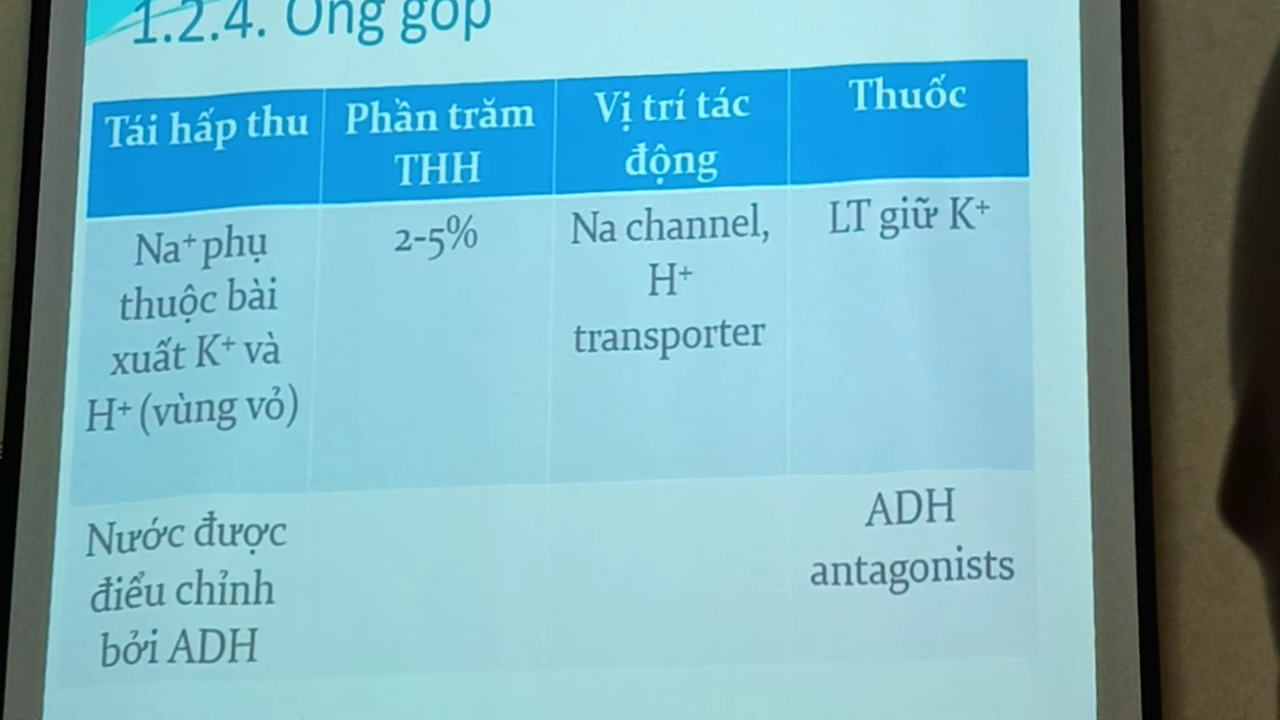 1.2.4. Ống góp
Tái hấp thu
Phần trăm
THH
Vị trí tác
động
Thuốc
Na⁺ phụ
thuộc bài
xuất K⁺ và
H⁺ (vùng vỏ)
2-5%
Na channel,
H⁺
transporter
LT giữ K⁺
Nước được
điểu chỉnh
bởi ADH
ADH
antagonists